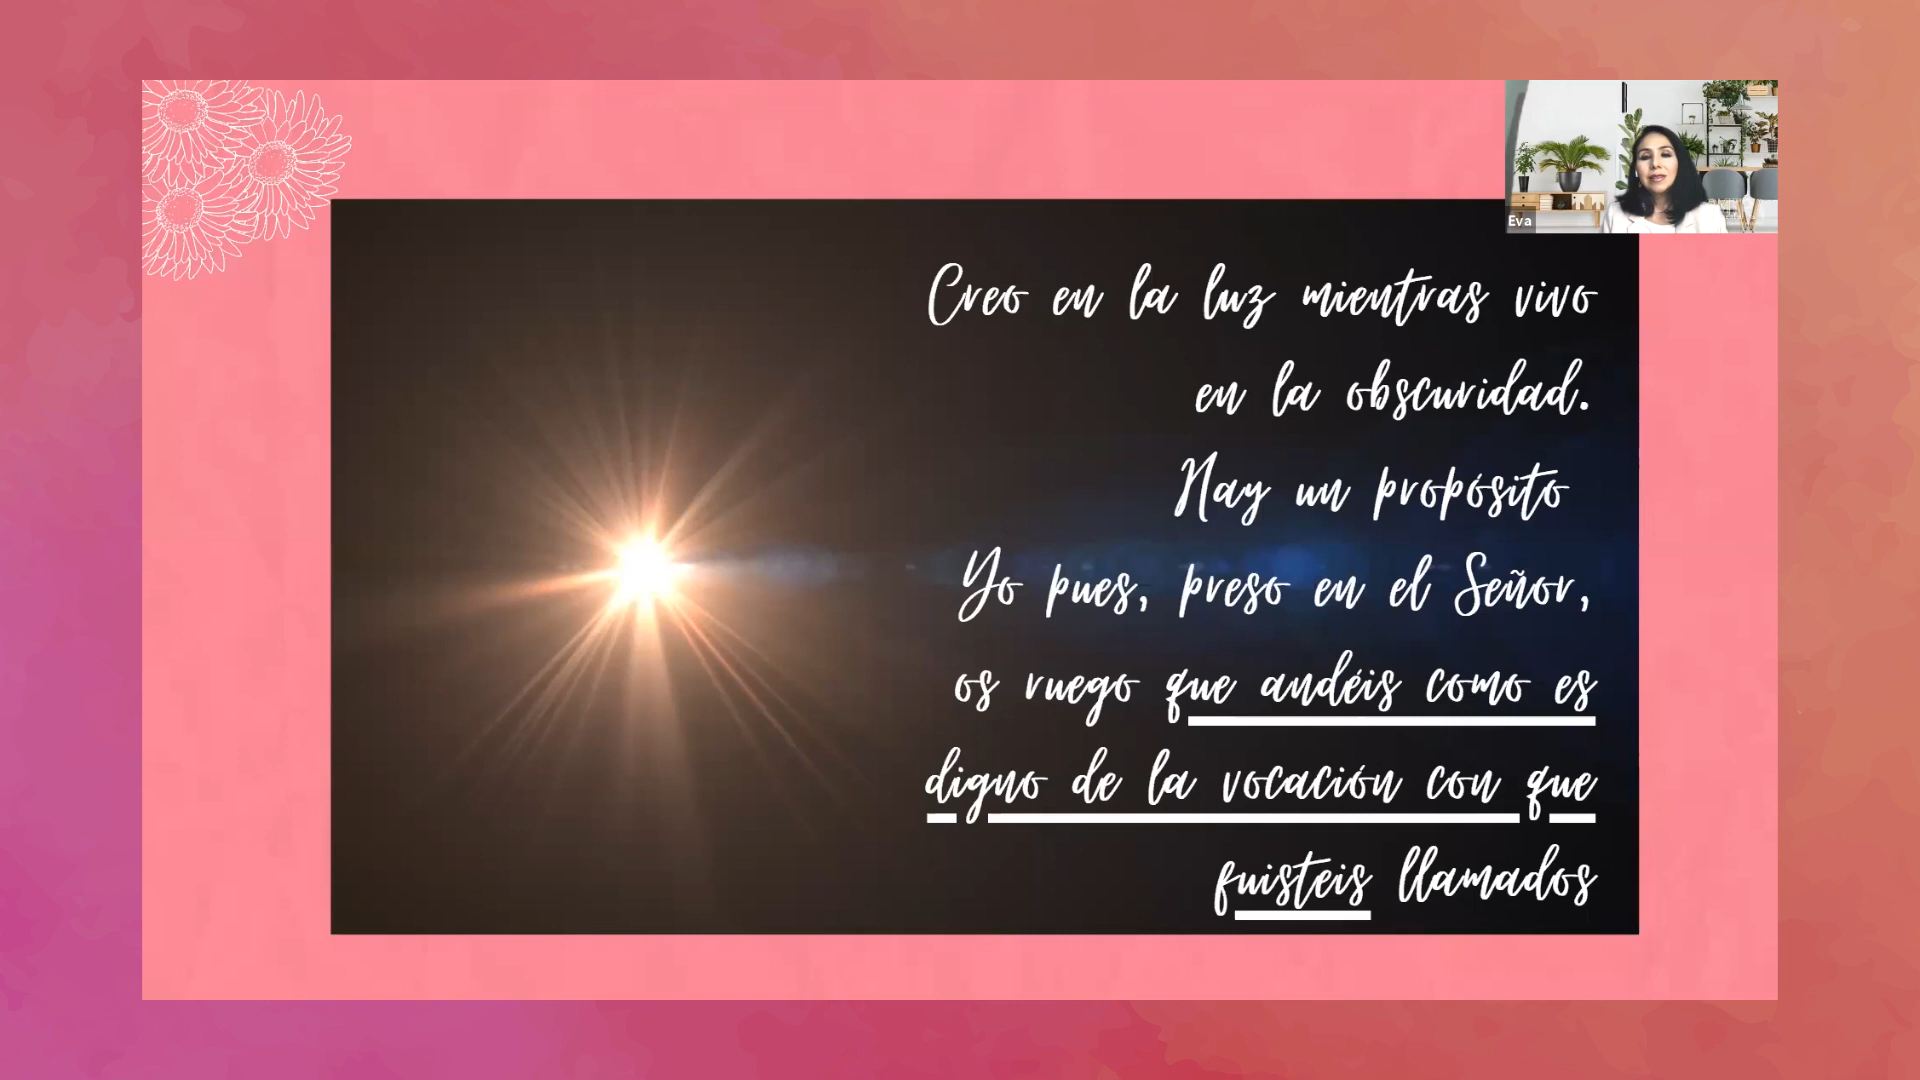 Eva
Creo en la luz mientras vivo
en la obscuridad.
Hay un propósito
Yo pues, preso en el Señor,
os ruego que andéis como es
digno de la vocación con que
fuisteis llamados